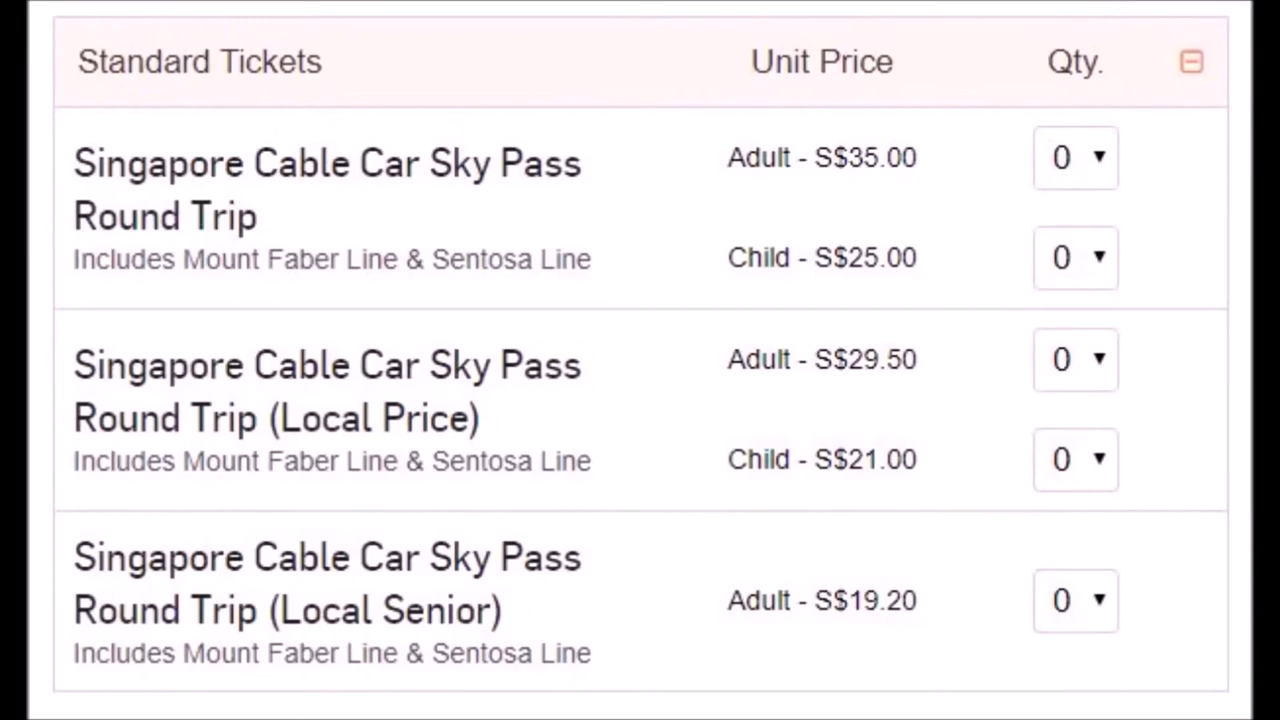 Standard Tickets Unit Price Qty.
Singapore Cable Car Sky Pass
Round Trip
Includes Mount Faber Line & Sentosa Line
Adult - S$35.00 0
Child - S$25.00 0
Singapore Cable Car Sky Pass
Round Trip (Local Price)
Includes Mount Faber Line & Sentosa Line
Adult - S$29.50 0
Child - S$21.00 0
Singapore Cable Car Sky Pass
Round Trip (Local Senior)
Includes Mount Faber Line & Sentosa Line
Adult - S$19.20 0